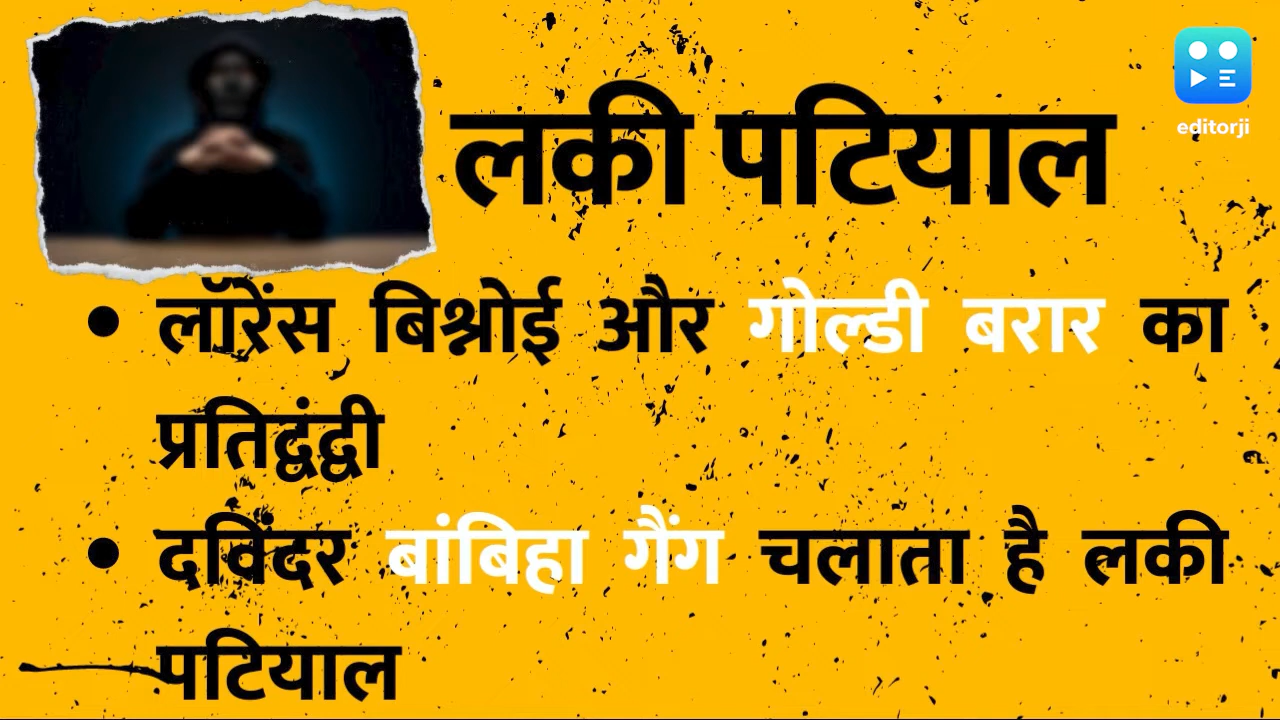 editorji
लकी पटियाल
• लॉरेंस बिश्नोई और गोल्डी बरार का
प्रतिद्वंद्वी
• दविंदर बांबिहा गैंग चलाता है लकी
पटियाल